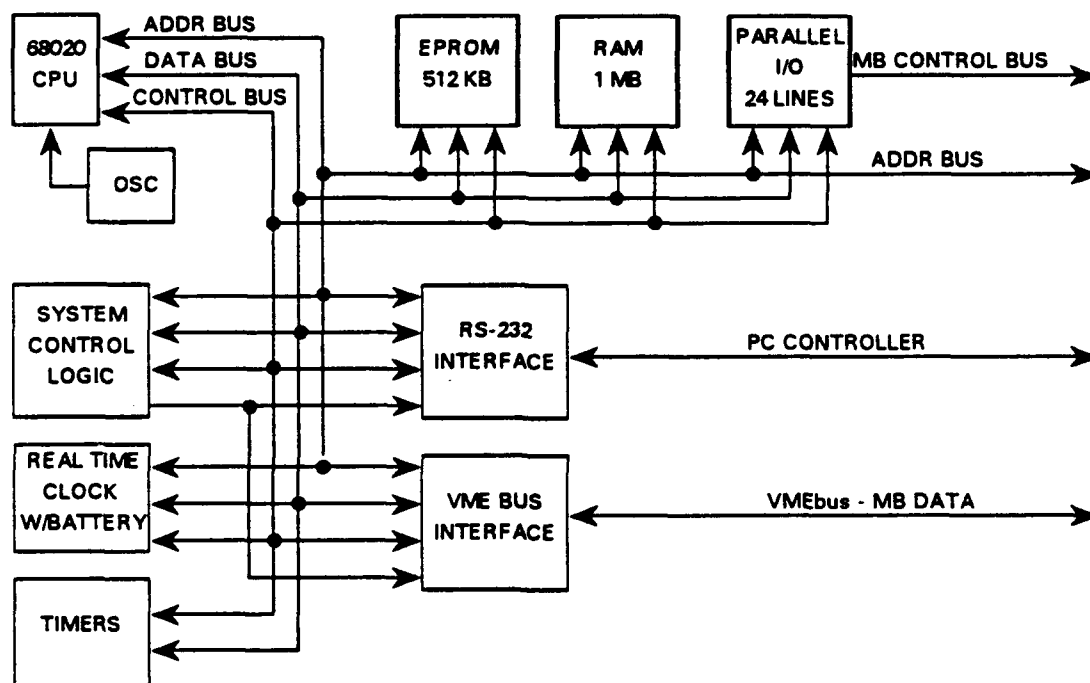 68020
CPU
ADDR BUS
DATA BUS
CONTROL BUS
EPROM
512 KB
RAM
1 MB
PARALLEL
I/O
24 LINES
MB CONTROL BUS
ADDR BUS
OSC
SYSTEM
CONTROL
LOGIC
RS-232
INTERFACE
PC CONTROLLER
REAL TIME
CLOCK
W/BATTERY
VME BUS
INTERFACE
VMEbus - MB DATA
TIMERS